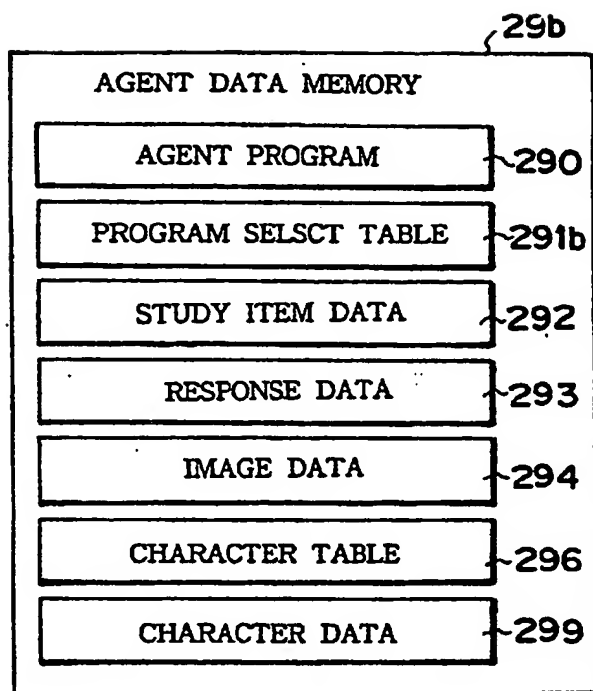 29b
AGENT DATA MEMORY
AGENT PROGRAM 290
PROGRAM SELSCT TABLE 291b
STUDY ITEM DATA 292
RESPONSE DATA 293
IMAGE DATA 294
CHARACTER TABLE 296
CHARACTER DATA 299